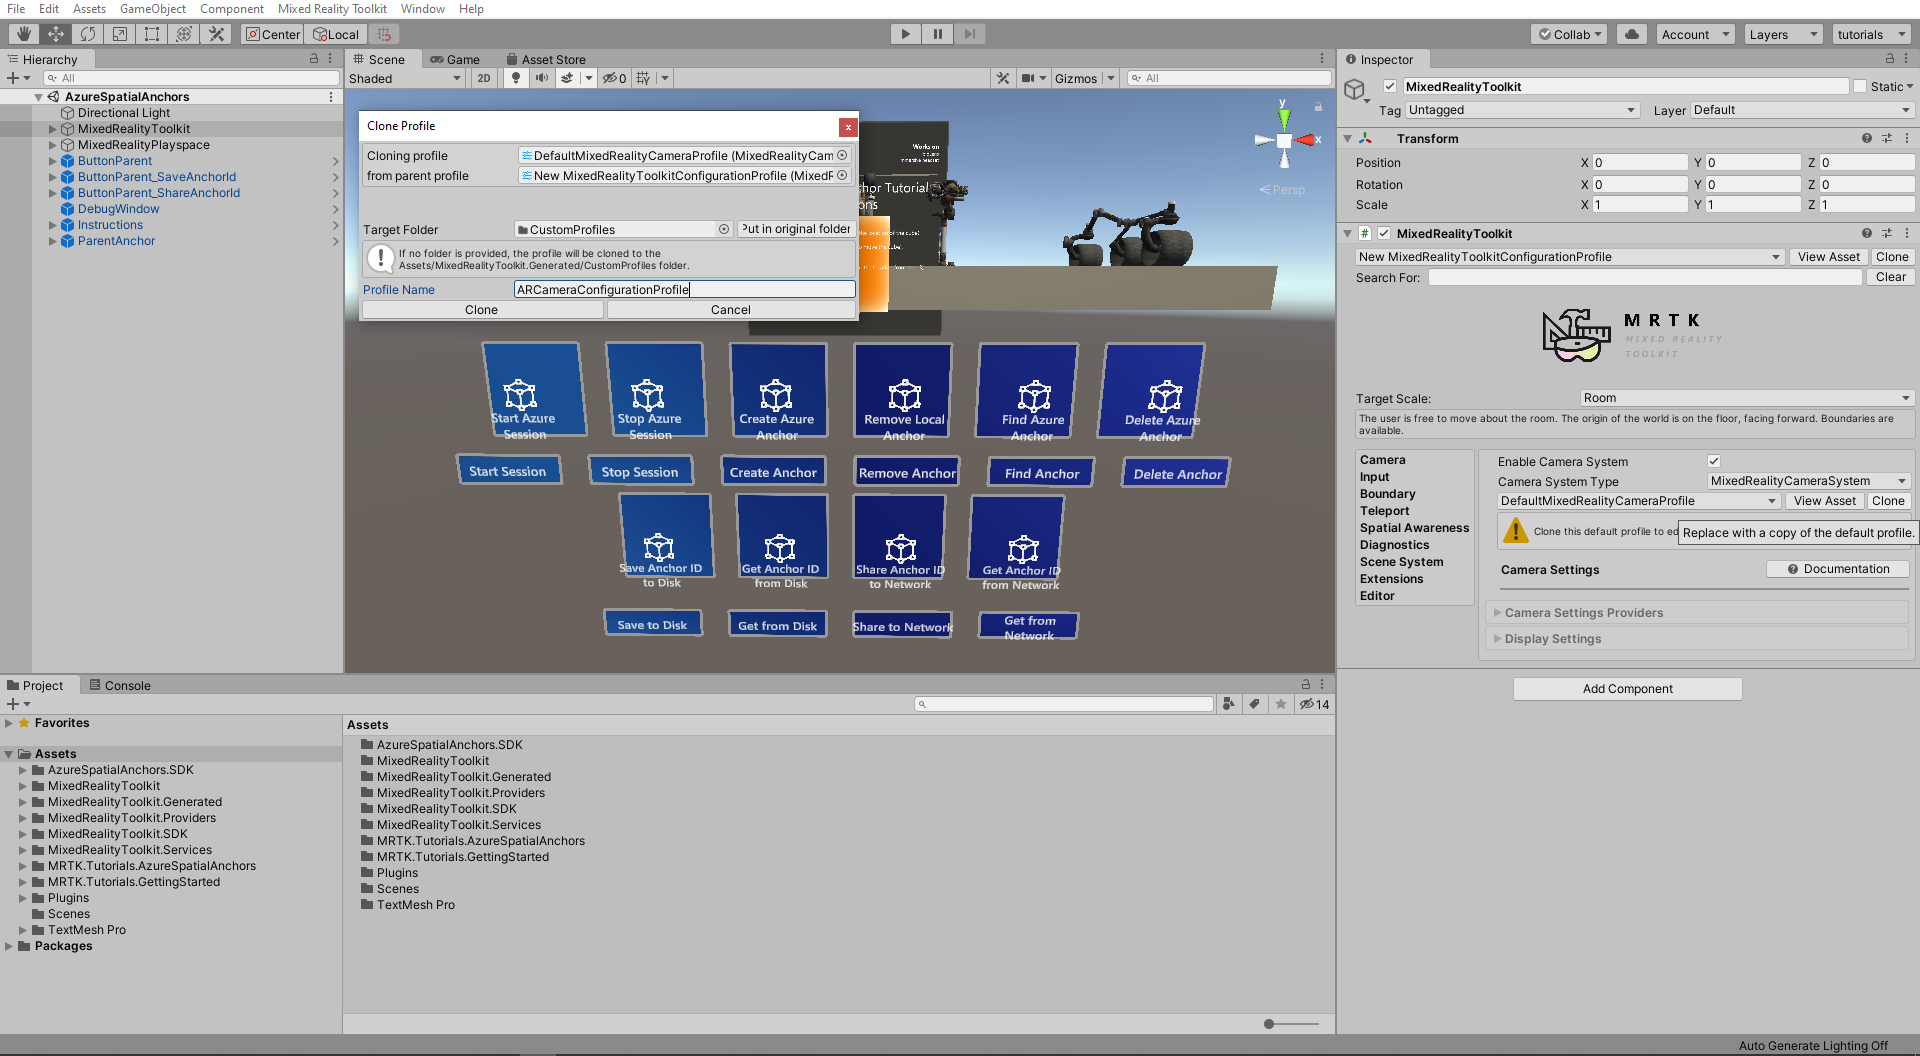 File Edit Assets GameObject Component Mixed Reality Toolkit Window Help
Center Local
Collab Account Layers tutorials
Hierarchy
All
AzureSpatialAnchors
Directional Light
MixedRealityToolkit
MixedRealityPlayspace
ButtonParent
ButtonParent_SaveAnchorId
ButtonParent_ShareAnchorId
DebugWindow
Instructions
ParentAnchor
Scene Game Asset Store
Shaded 2D 0 Gizmos All
Clone Profile
x
Cloning profile DefaultMixedRealityCameraProfile (MixedRealityCam
from parent profile New MixedRealityToolkitConfigurationProfile (MixedR
Target Folder CustomProfiles Put in original folder
If no folder is provided, the profile will be cloned to the
Assets/MixedRealityToolkit.Generated/CustomProfiles folder.
Profile Name ARCameraConfigurationProfile
Clone Cancel
Works on
chor Tutorial
ons
y
x
Persp
Start Azure
Session
Stop Azure
Session
Create Azure
Anchor
Remove Local
Anchor
Find Azure
Anchor
Delete Azure
Anchor
Start Session Stop Session Create Anchor Remove Anchor Find Anchor Delete Anchor
Save Anchor ID
to Disk
Get Anchor ID
from Disk
Share Anchor ID
to Network
Get Anchor ID
from Network
Save to Disk Get from Disk Share to Network Get from
Network
Inspector
MixedRealityToolkit Static
Tag Untagged Layer Default
Transform
Position X 0 Y 0 Z 0
Rotation X 0 Y 0 Z 0
Scale X 1 Y 1 Z 1
# MixedRealityToolkit
New MixedRealityToolkitConfigurationProfile View Asset Clone
Search For: Clear
MRTK
MIXED REALITY
TOOLKIT
Target Scale: Room
The user is free to move about the room. The origin of the world is on the floor, facing forward. Boundaries are
available.
Camera
Input
Boundary
Teleport
Spatial Awareness
Diagnostics
Scene System
Extensions
Editor
Enable Camera System
Camera System Type MixedRealityCameraSystem
DefaultMixedRealityCameraProfile View Asset Clone
Clone this default profile to ed
Replace with a copy of the default profile.
Camera Settings Documentation
Camera Settings Providers
Display Settings
Add Component
Project Console
14
Favorites
Assets
AzureSpatialAnchors.SDK
MixedRealityToolkit
MixedRealityToolkit.Generated
MixedRealityToolkit.Providers
MixedRealityToolkit.SDK
MixedRealityToolkit.Services
MRTK.Tutorials.AzureSpatialAnchors
MRTK.Tutorials.GettingStarted
Plugins
Scenes
TextMesh Pro
Packages
Assets
AzureSpatialAnchors.SDK
MixedRealityToolkit
MixedRealityToolkit.Generated
MixedRealityToolkit.Providers
MixedRealityToolkit.SDK
MixedRealityToolkit.Services
MRTK.Tutorials.AzureSpatialAnchors
MRTK.Tutorials.GettingStarted
Plugins
Scenes
TextMesh Pro
Auto Generate Lighting Off